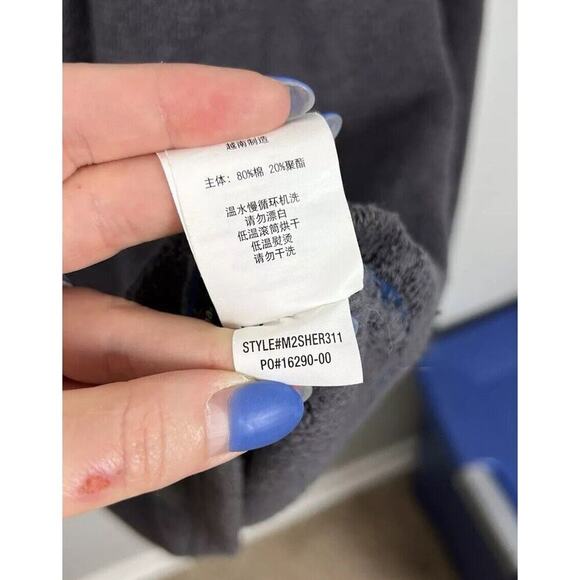 越南制造
主体: 80%棉 20%聚酯
温水慢循环机洗
请勿漂白
低温滚筒烘干
低温熨烫
请勿干洗
STYLE#M2SHER311
PO#16290-00